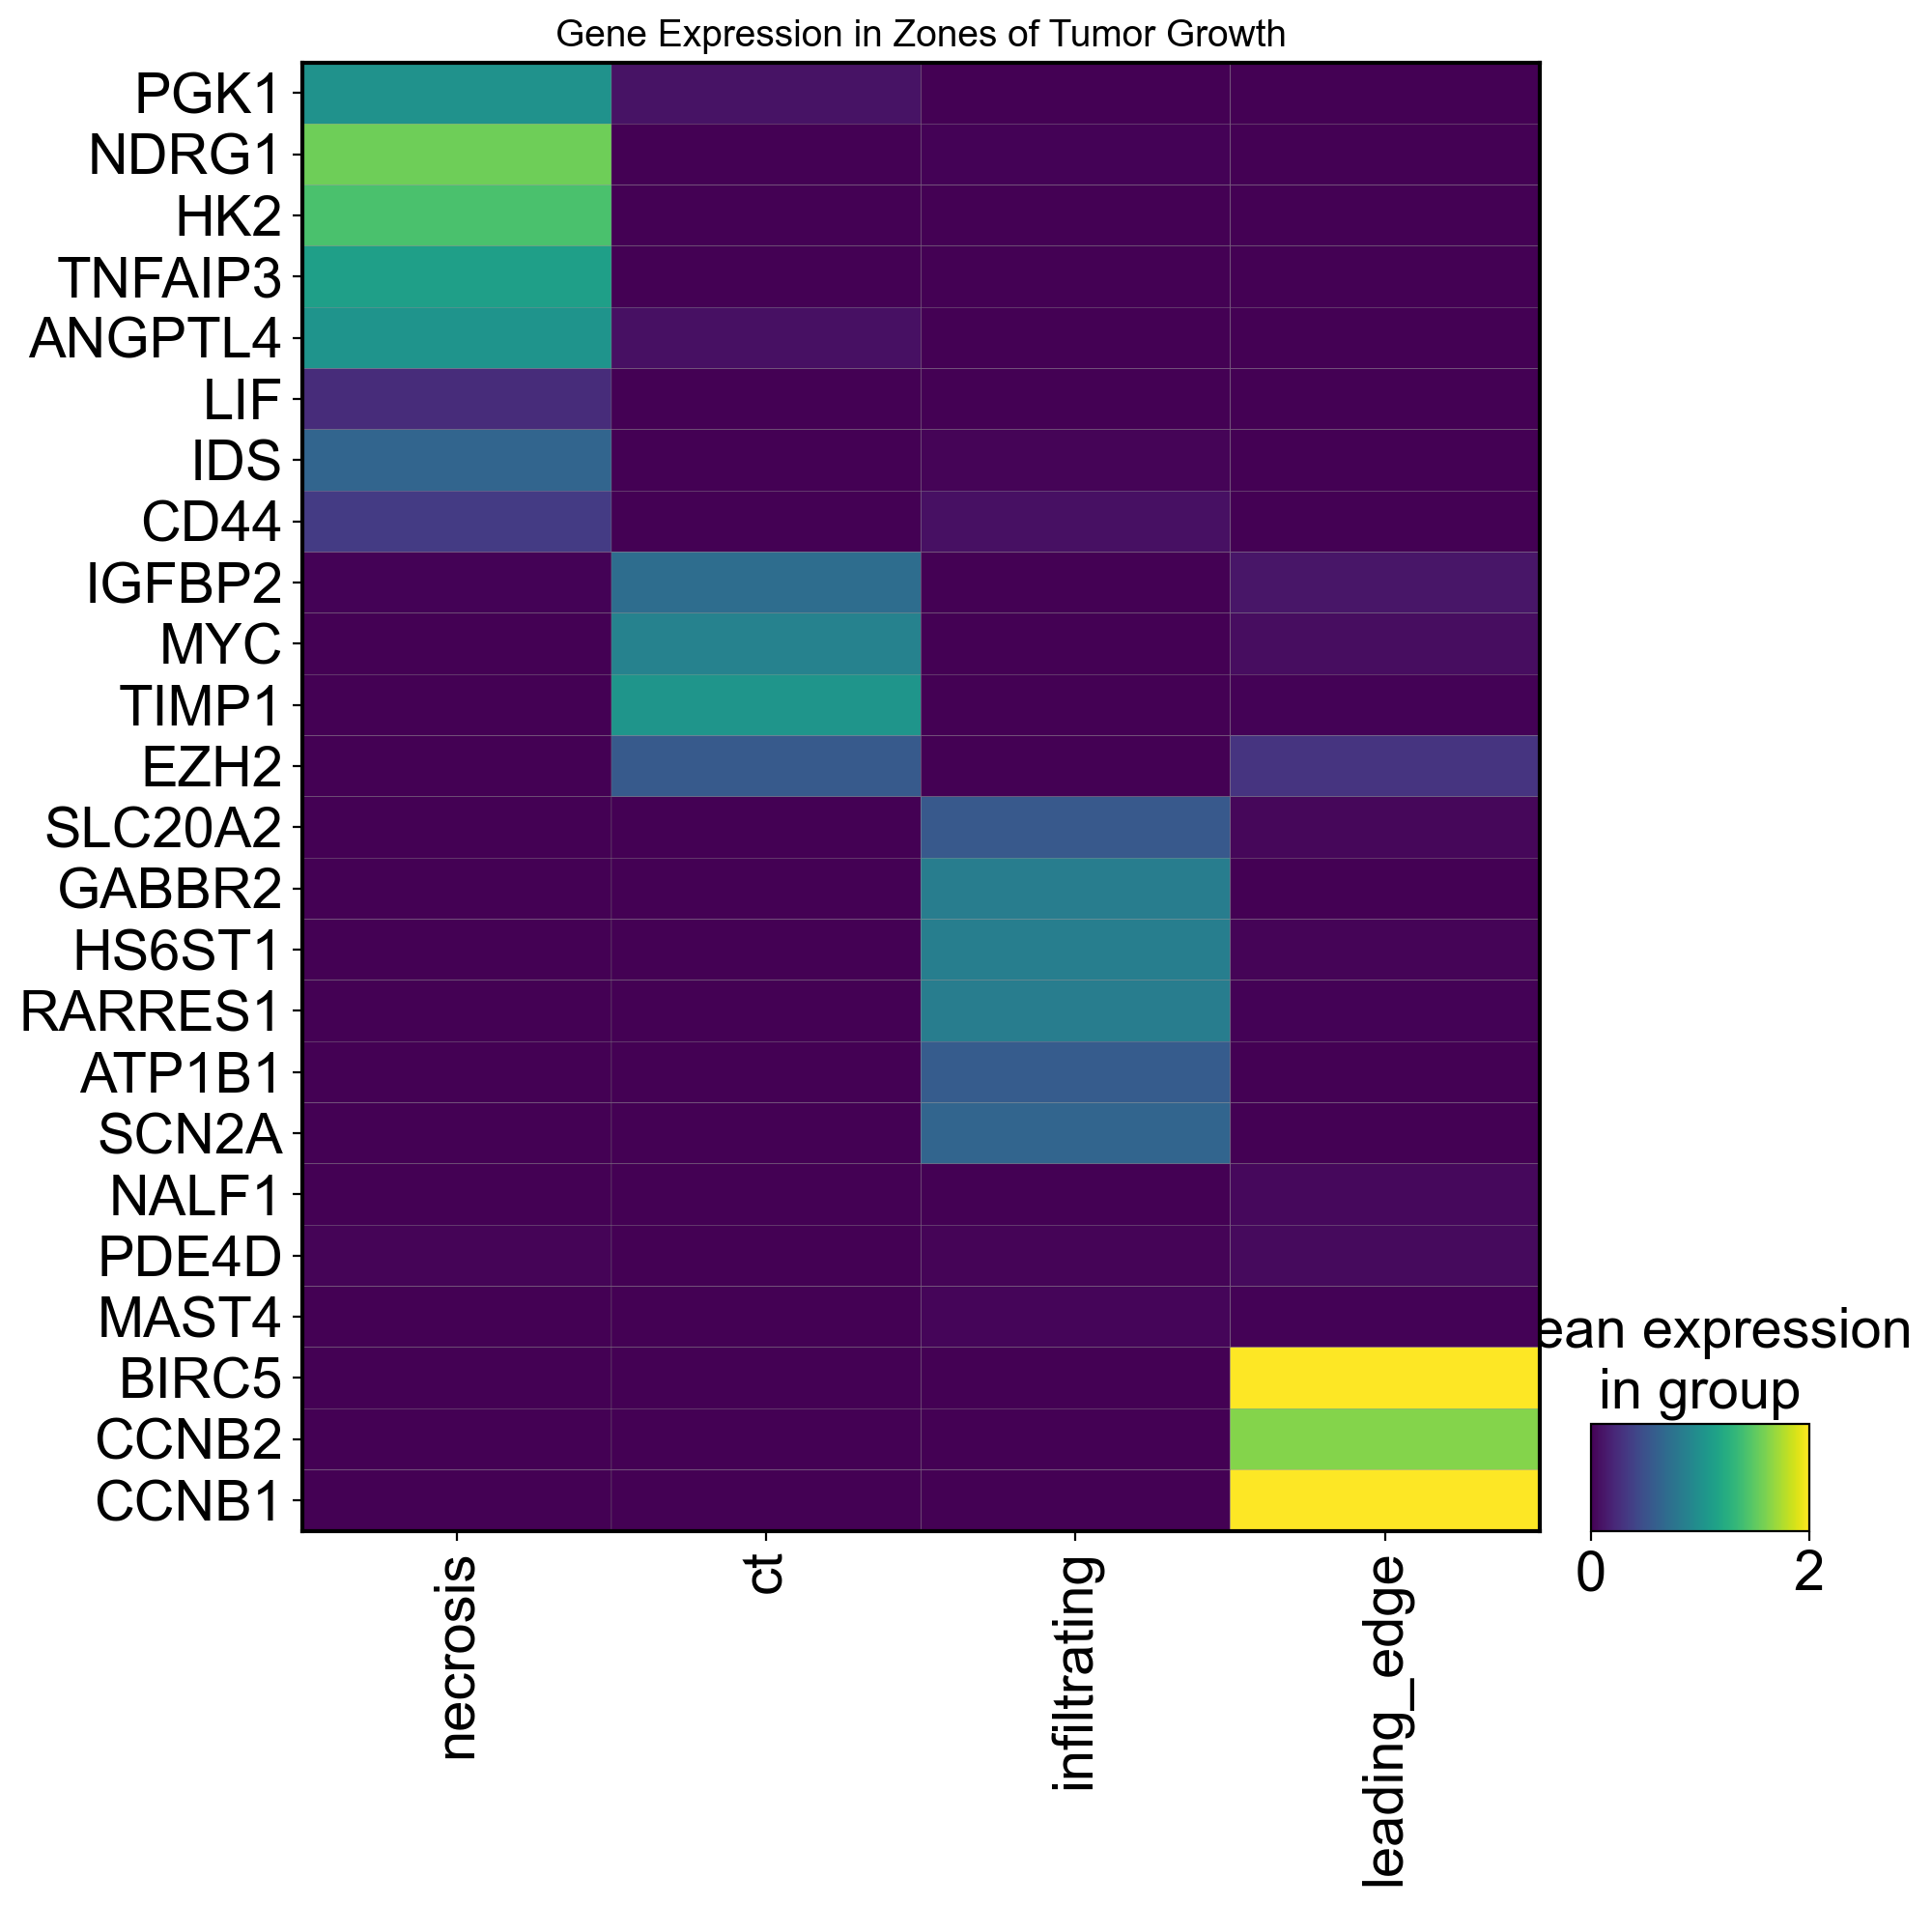 Gene Expression in Zones of Tumor Growth
PGK1
NDRG1
HK2
TNFAIP3
ANGPTL4
LIF
IDS
CD44
IGFBP2
MYC
TIMP1
EZH2
SLC20A2
GABBR2
HS6ST1
RARRES1
ATP1B1
SCN2A
NALF1
PDE4D
MAST4
BIRC5
CCNB2
CCNB1
necrosis
ct
infiltrating
leading_edge
ean expression
in group
0 2